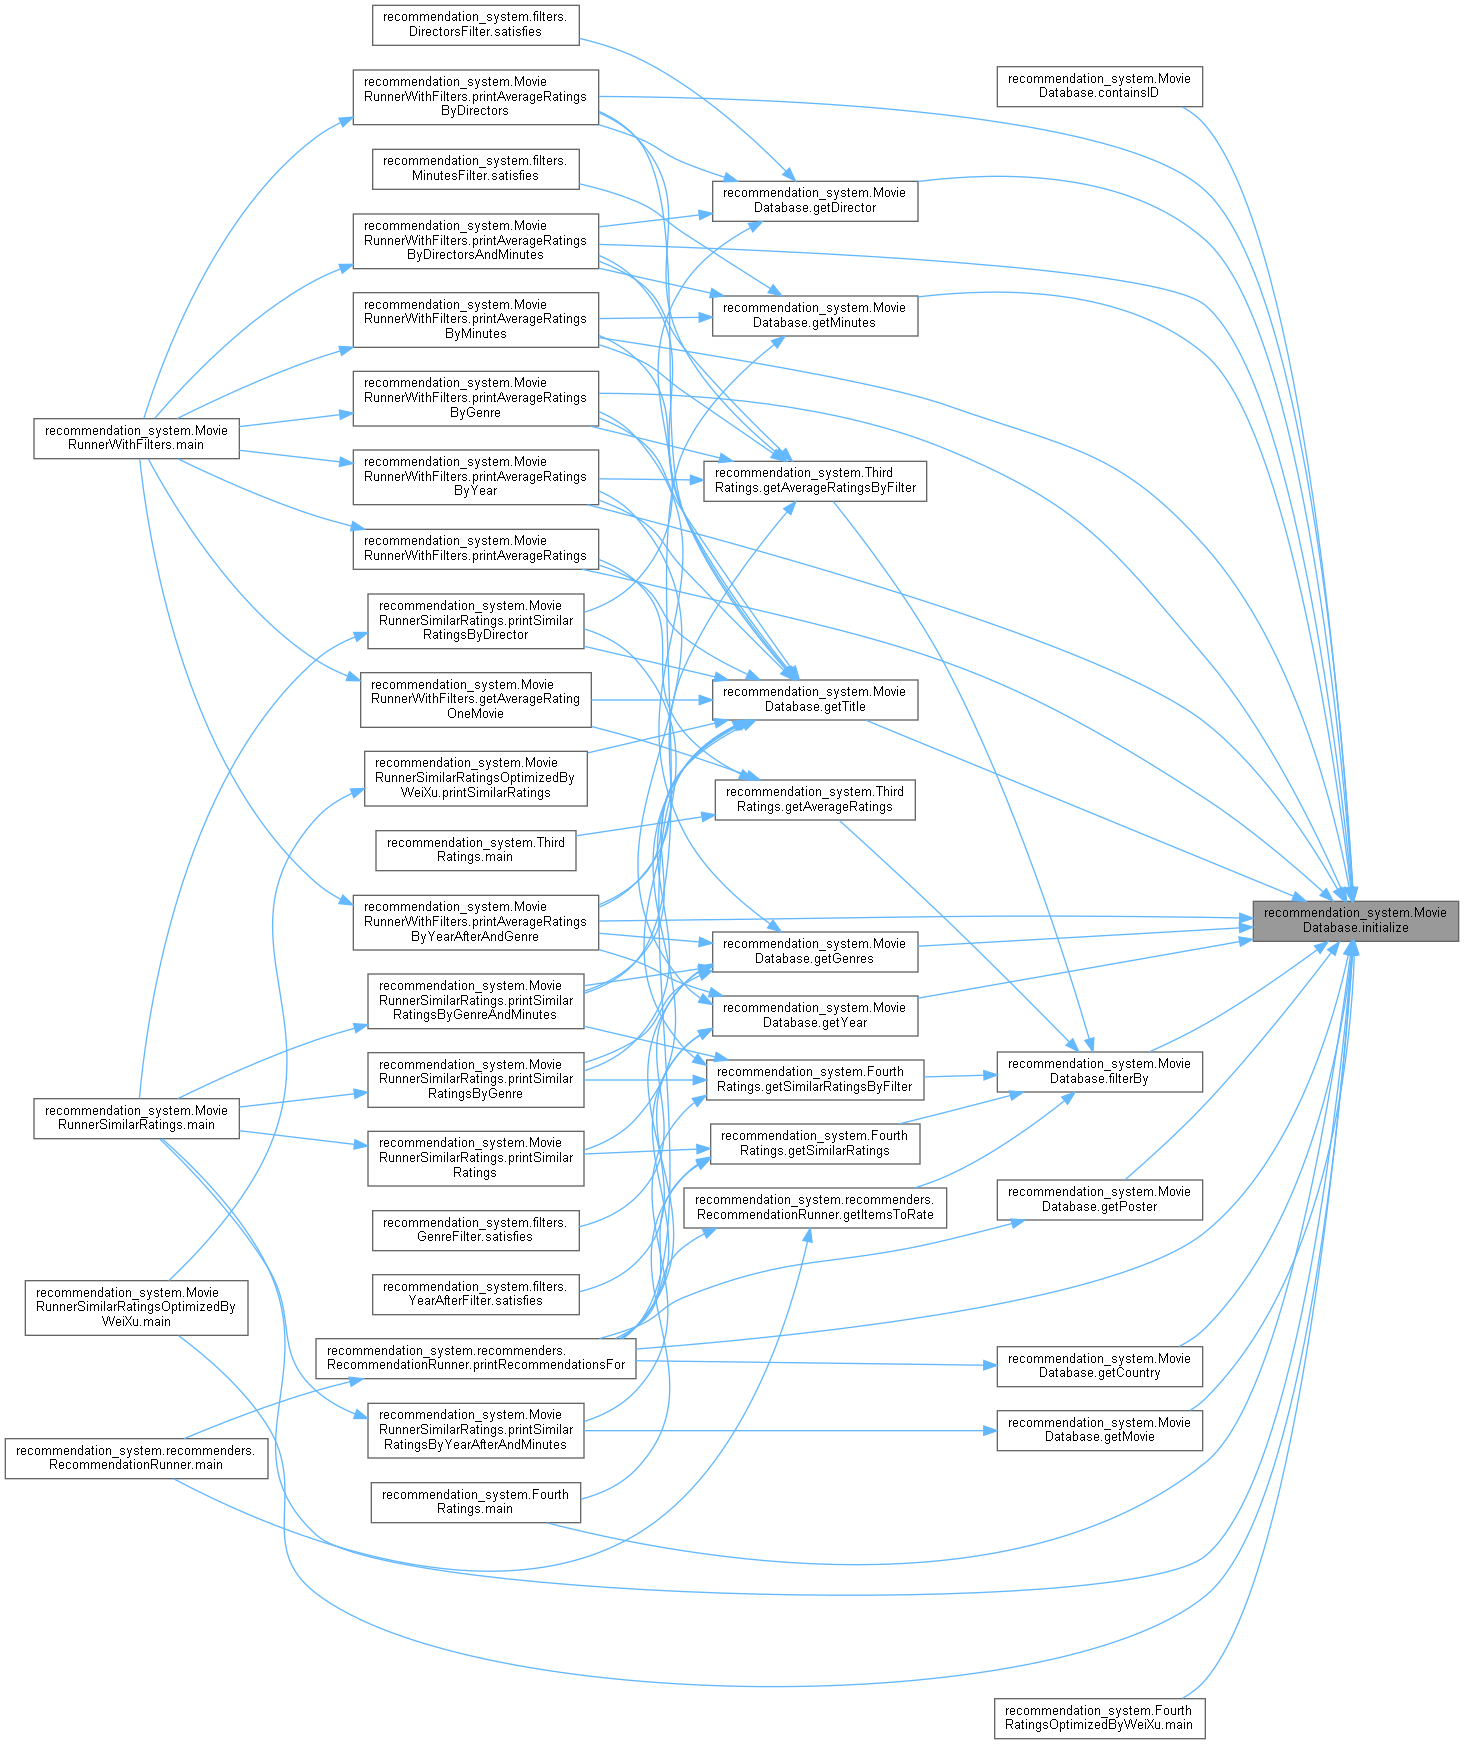 recommendation_system.filters.
DirectorsFilter.satisfies
recommendation_system.Movie
RunnerWithFilters.printAverageRatings
ByDirectors
recommendation_system.filters.
MinutesFilter.satisfies
recommendation_system.Movie
RunnerWithFilters.printAverageRatings
ByDirectorsAndMinutes
recommendation_system.Movie
RunnerWithFilters.printAverageRatings
ByMinutes
recommendation_system.Movie
RunnerWithFilters.printAverageRatings
ByGenre
recommendation_system.Movie
RunnerWithFilters.main
recommendation_system.Movie
RunnerWithFilters.printAverageRatings
ByYear
recommendation_system.Movie
RunnerWithFilters.printAverageRatings
recommendation_system.Movie
RunnerSimilarRatings.printSimilar
RatingsByDirector
recommendation_system.Movie
RunnerWithFilters.getAverageRating
OneMovie
recommendation_system.Movie
RunnerSimilarRatingsOptimizedBy
WeiXu.printSimilarRatings
recommendation_system.Third
Ratings.main
recommendation_system.Movie
RunnerWithFilters.printAverageRatings
ByYearAfterAndGenre
recommendation_system.Movie
RunnerSimilarRatings.printSimilar
RatingsByGenreAndMinutes
recommendation_system.Movie
RunnerSimilarRatings.printSimilar
RatingsByGenre
recommendation_system.Movie
RunnerSimilarRatings.main
recommendation_system.Movie
RunnerSimilarRatings.printSimilar
Ratings
recommendation_system.filters.
GenreFilter.satisfies
recommendation_system.filters.
YearAfterFilter.satisfies
recommendation_system.Movie
RunnerSimilarRatingsOptimizedBy
WeiXu.main
recommendation_system.recommenders.
RecommendationRunner.printRecommendationsFor
recommendation_system.Movie
RunnerSimilarRatings.printSimilar
RatingsByYearAfterAndMinutes
recommendation_system.recommenders.
RecommendationRunner.main
recommendation_system.Fourth
Ratings.main
recommendation_system.Movie
Database.getDirector
recommendation_system.Movie
Database.getMinutes
recommendation_system.Third
Ratings.getAverageRatingsByFilter
recommendation_system.Movie
Database.getTitle
recommendation_system.Third
Ratings.getAverageRatings
recommendation_system.Movie
Database.getGenres
recommendation_system.Movie
Database.getYear
recommendation_system.Fourth
Ratings.getSimilarRatingsByFilter
recommendation_system.Fourth
Ratings.getSimilarRatings
recommendation_system.recommenders.
RecommendationRunner.getItemsToRate
recommendation_system.Movie
Database.containsID
recommendation_system.Movie
Database.filterBy
recommendation_system.Movie
Database.getPoster
recommendation_system.Movie
Database.getCountry
recommendation_system.Movie
Database.getMovie
recommendation_system.Fourth
RatingsOptimizedByWeiXu.main
recommendation_system.Movie
Database.initialize